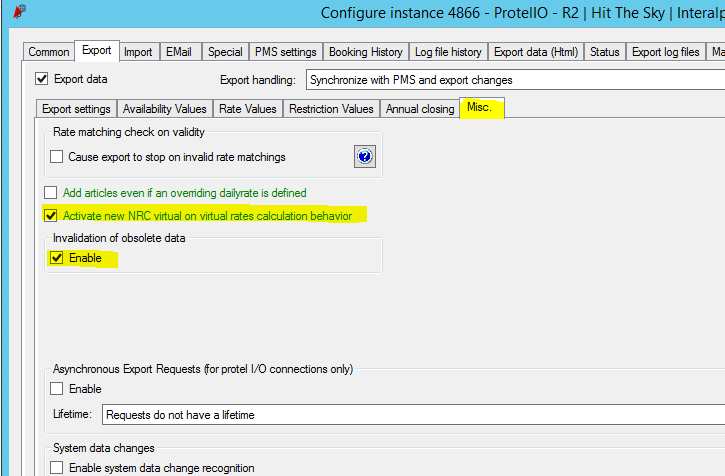 Configure instance 4866 - ProtelIO - R2 | Hit The Sky | Interalp
Common Export Import EMail Special PMS settings Booking History Log file history Export data (Html) Status Export log files Ma
Export data Export handling: Synchronize with PMS and export changes
Export settings Availability Values Rate Values Restriction Values Annual closing Misc.
Rate matching check on validity
Cause export to stop on invalid rate matchings
Add articles even if an overriding dailyrate is defined
Activate new NRC virtual on virtual rates calculation behavior
Invalidation of obsolete data
Enable
Asynchronous Export Requests (for protel I/O connections only)
Enable
Lifetime: Requests do not have a lifetime
System data changes
Enable system data change recognition